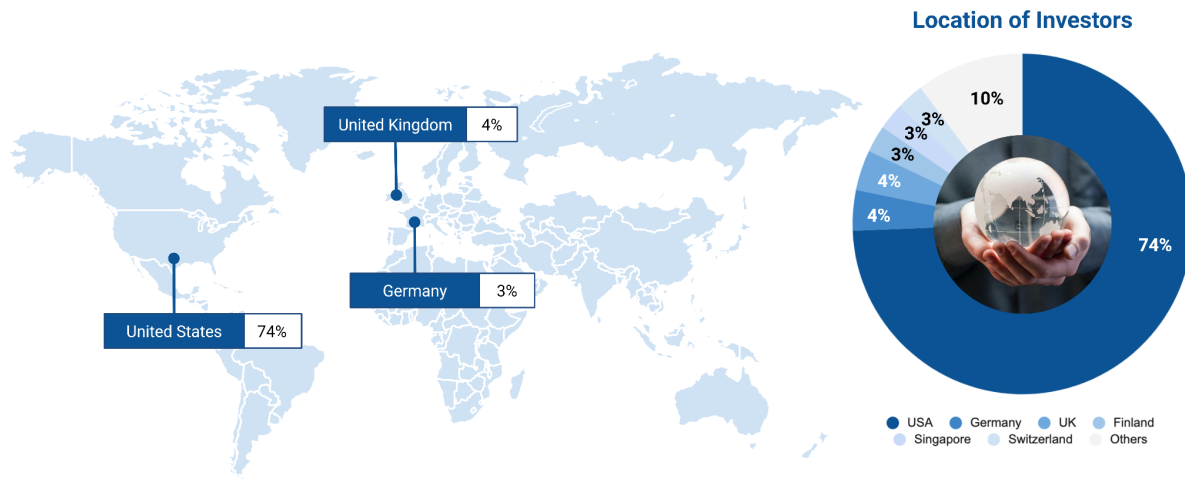 Location of Investors
United Kingdom 4%
Germany 3%
United States 74%
10%
3%
3%
3%
4%
4%
74%
USA Germany UK Finland
Singapore Switzerland Others